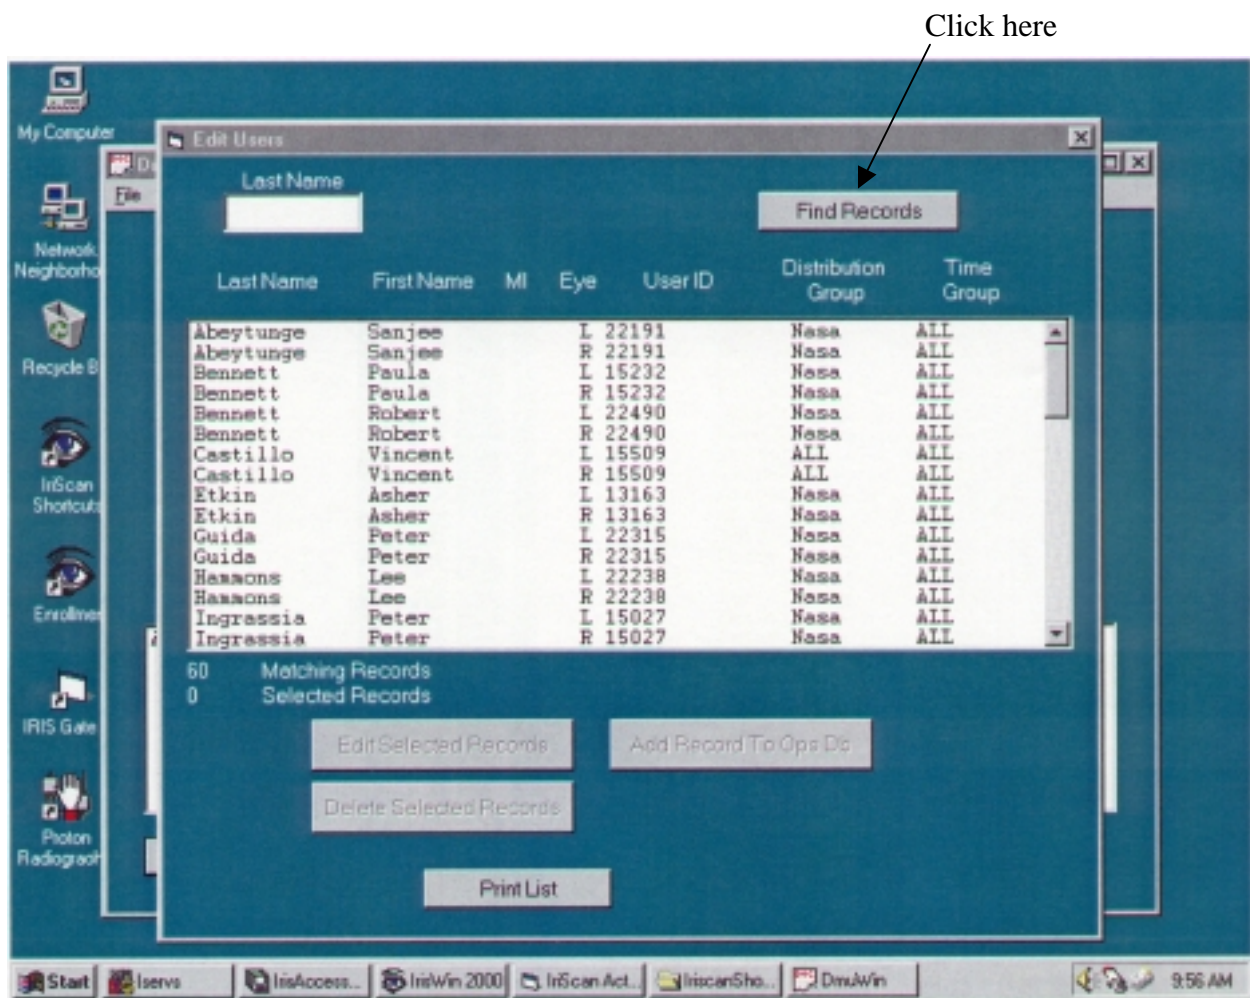 Click here
My Computer
Edit Users
File
Last Name
Find Records
Network
Neighborho
Last Name First Name MI Eye User ID Distribution Group Time Group
Abeytunge Sanjee L 22191 Nasa ALL
Abeytunge Sanjee R 22191 Nasa ALL
Bennett Paula L 15232 Nasa ALL
Bennett Paula R 15232 Nasa ALL
Bennett Robert L 22490 Nasa ALL
Bennett Robert R 22490 Nasa ALL
Castillo Vincent L 15509 ALL ALL
Castillo Vincent R 15509 ALL ALL
Etkin Asher L 13163 Nasa ALL
Etkin Asher R 13163 Nasa ALL
Guida Peter L 22315 Nasa ALL
Guida Peter R 22315 Nasa ALL
Hammons Lee L 22238 Nasa ALL
Hammons Lee R 22238 Nasa ALL
Ingrassia Peter L 15027 Nasa ALL
Ingrassia Peter R 15027 Nasa ALL
Recycle B
IriScan
Shortcuts
Enrollmen
IRIS Gate
Proton
Radiograph
60 Matching Records
0 Selected Records
Edit Selected Records
Add Record To Ops Db
Delete Selected Records
Print List
Start
Iservs
IrisAccess...
IrisWin 2000
IriScan Act...
IriscanSho...
DmuWin
9:56 AM